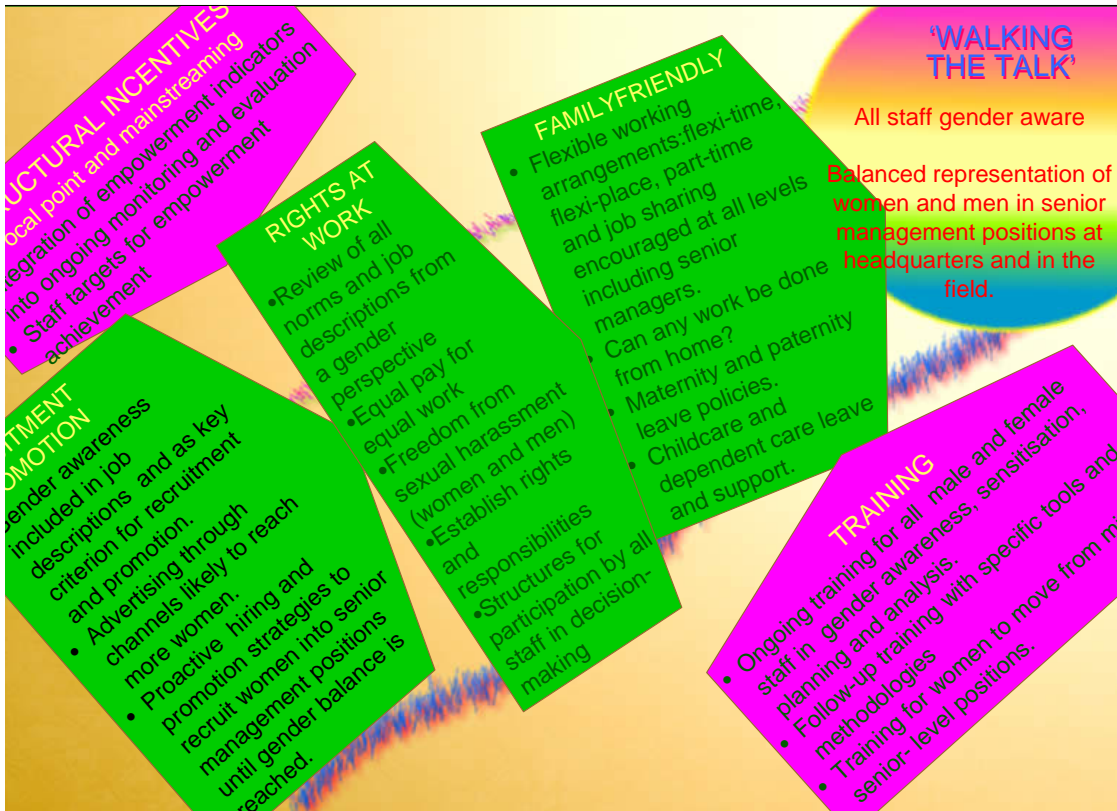 RUCTURAL INCENTIVES
ocal point and mainstreaming
ntegration of empowerment indicators
into ongoing monitoring and evaluation
• Staff targets for empowerment
achievement
ITMENT
OMOTION
Gender awareness
included in job
descriptions and as key
criterion for recruitment
and promotion.
• Advertising through
channels likely to reach
more women.
• Proactive hiring and
promotion strategies to
recruit women into senior
management positions
until gender balance is
reached.
RIGHTS AT
WORK
•Review of all
norms and job
descriptions from
a gender
perspective
•Equal pay for
equal work
•Freedom from
sexual harassment
(women and men)
•Establish rights
and
responsibilities
•Structures for
participation by all
staff in decision-
making
FAMILYFRIENDLY
• Flexible working
arrangements:flexi-time,
flexi-place, part-time
and job sharing
encouraged at all levels
including senior
managers.
• Can any work be done
from home?
• Maternity and paternity
leave policies.
• Childcare and
dependent care leave
and support.
‘WALKING
THE TALK’
All staff gender aware
Balanced representation of
women and men in senior
management positions at
headquarters and in the
field.
TRAINING
• Ongoing training for all male and female
staff in gender awareness, sensitisation,
planning and analysis.
• Follow-up training with specific tools and
methodologies
• Training for women to move from m
senior- level positions.